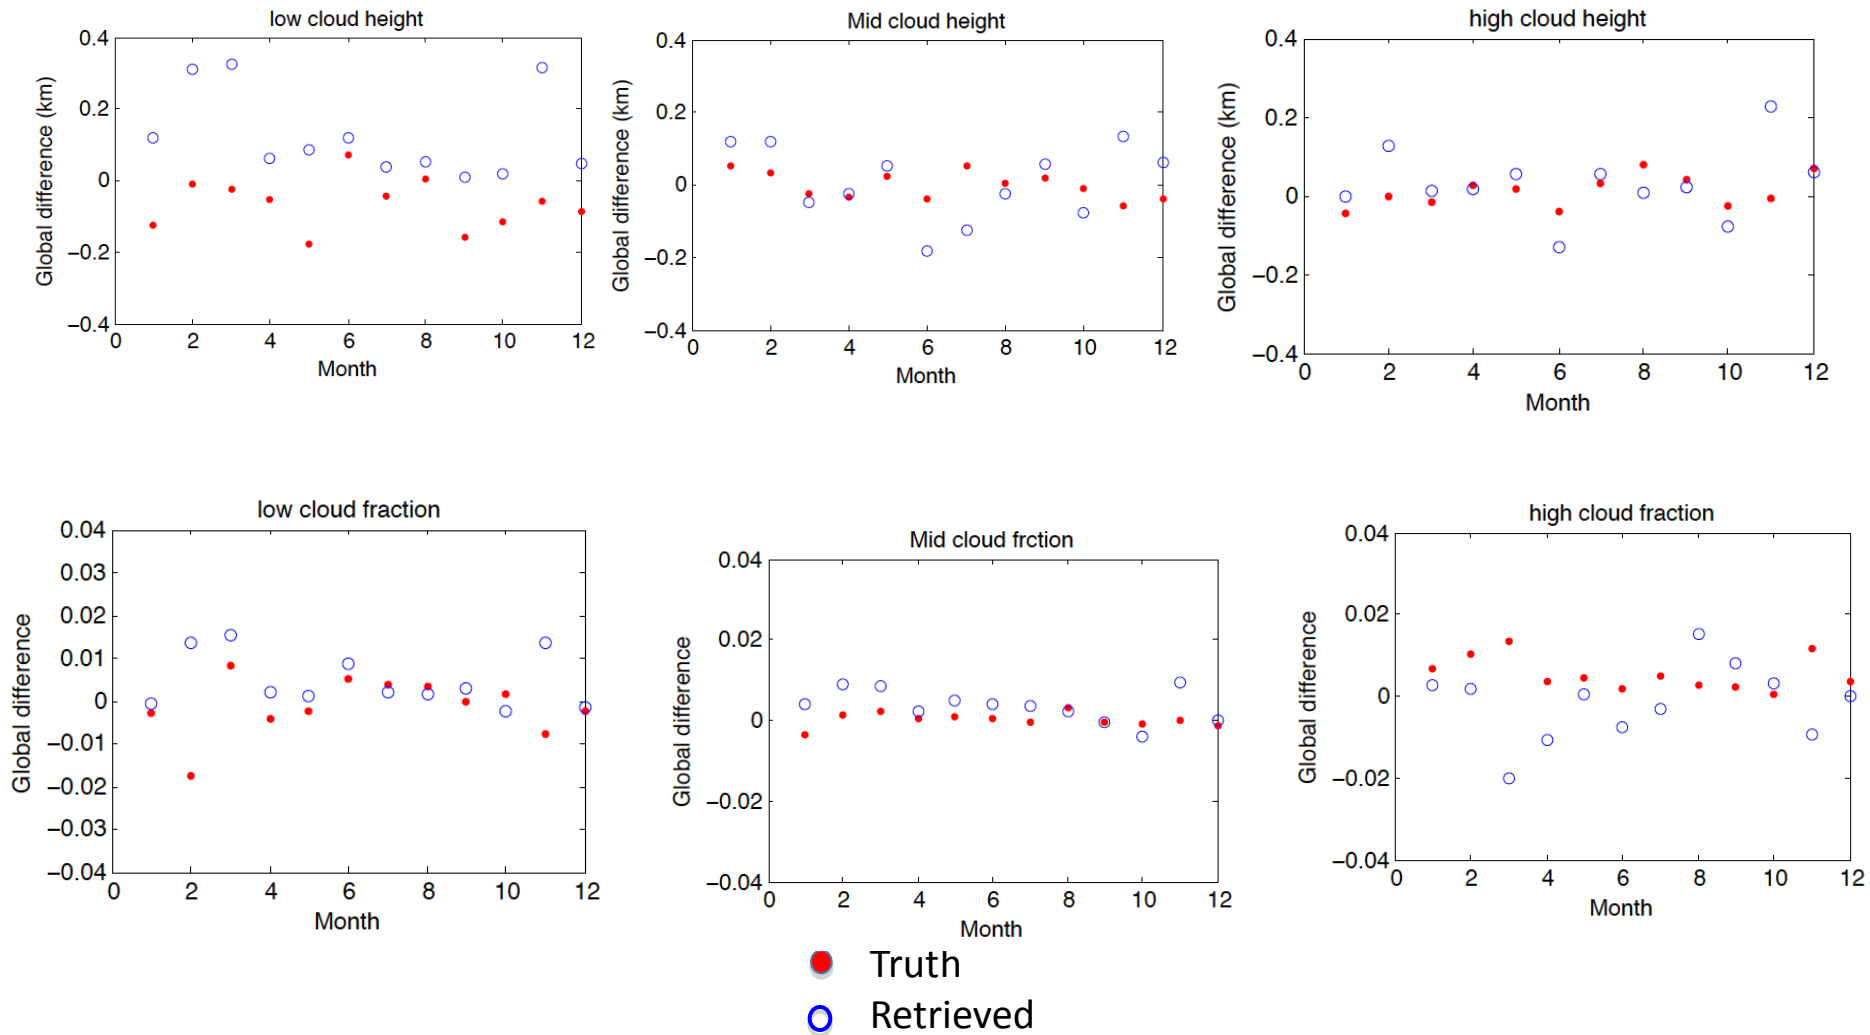 low cloud height
0.4
0.2
0
−0.2
−0.4
0 2 4 6 8 10 12
Global difference (km)
Month
Mid cloud height
0.4
0.2
0
−0.2
−0.4
0 2 4 6 8 10 12
Global difference (km)
Month
high cloud height
0.4
0.2
0
−0.2
−0.4
0 2 4 6 8 10 12
Global difference (km)
Month
low cloud fraction
0.04
0.03
0.02
0.01
0
−0.01
−0.02
−0.03
−0.04
0 2 4 6 8 10 12
Global difference
Month
Mid cloud frction
0.04
0.02
0
−0.02
−0.04
0 2 4 6 8 10 12
Global difference
Month
high cloud fraction
0.04
0.02
0
−0.02
−0.04
0 2 4 6 8 10 12
Global difference
Month
Truth
Retrieved